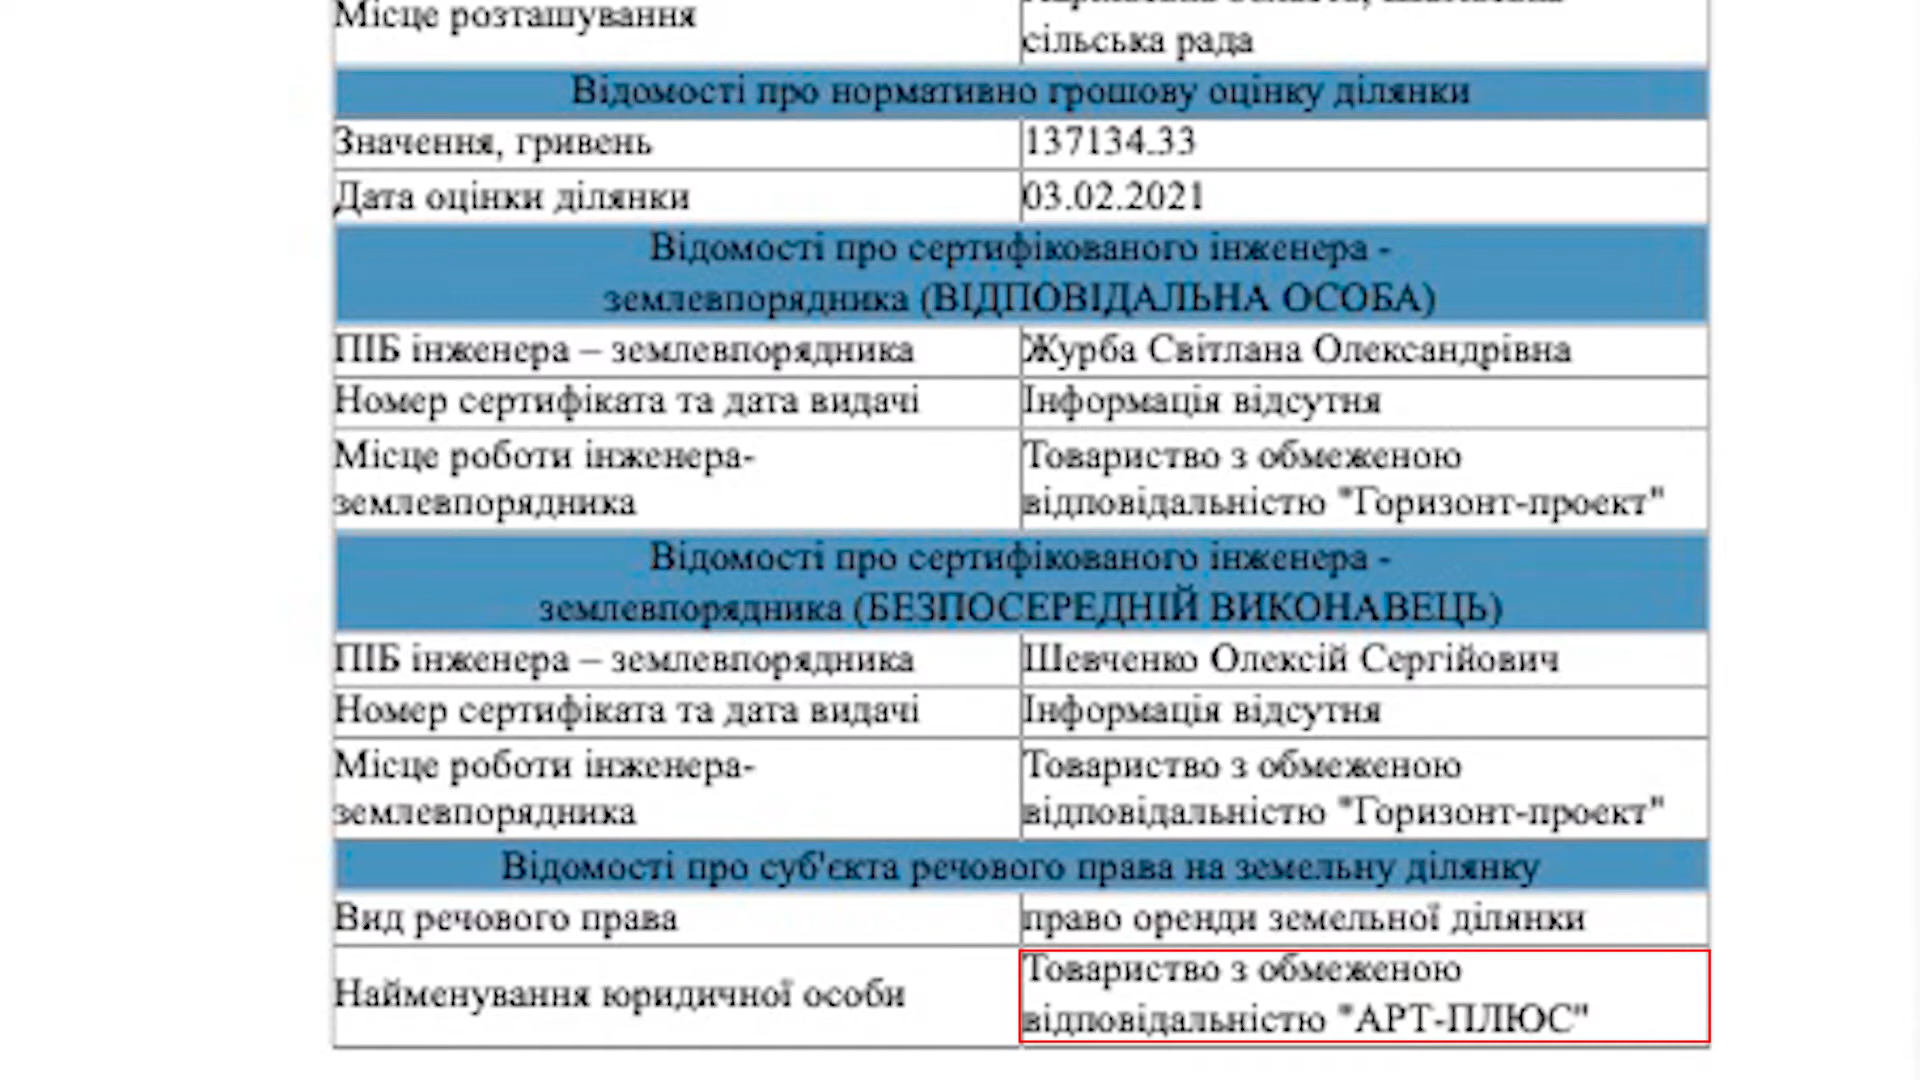 Місце розташування
сільська рада
Відомості про нормативно грошову оцінку ділянки
Значення, гривень
137134.33
Дата оцінки ділянки
03.02.2021
Відомості про сертифікованого інженера -
землевпорядника (ВІДПОВІДАЛЬНА ОСОБА)
ПІБ інженера – землевпорядника
Журба Світлана Олександрівна
Номер сертифіката та дата видачі
Інформація відсутня
Місце роботи інженера-
землевпорядника
Товариство з обмеженою
відповідальністю "Горизонт-проект"
Відомості про сертифікованого інженера -
землевпорядника (БЕЗПОСЕРЕДНІЙ ВИКОНАВЕЦЬ)
ПІБ інженера – землевпорядника
Шевченко Олексій Сергійович
Номер сертифіката та дата видачі
Інформація відсутня
Місце роботи інженера-
землевпорядника
Товариство з обмеженою
відповідальністю "Горизонт-проект"
Відомості про суб'єкта речового права на земельну ділянку
Вид речового права
право оренди земельної ділянки
Найменування юридичної особи
Товариство з обмеженою
відповідальністю "АРТ-ПЛЮС"